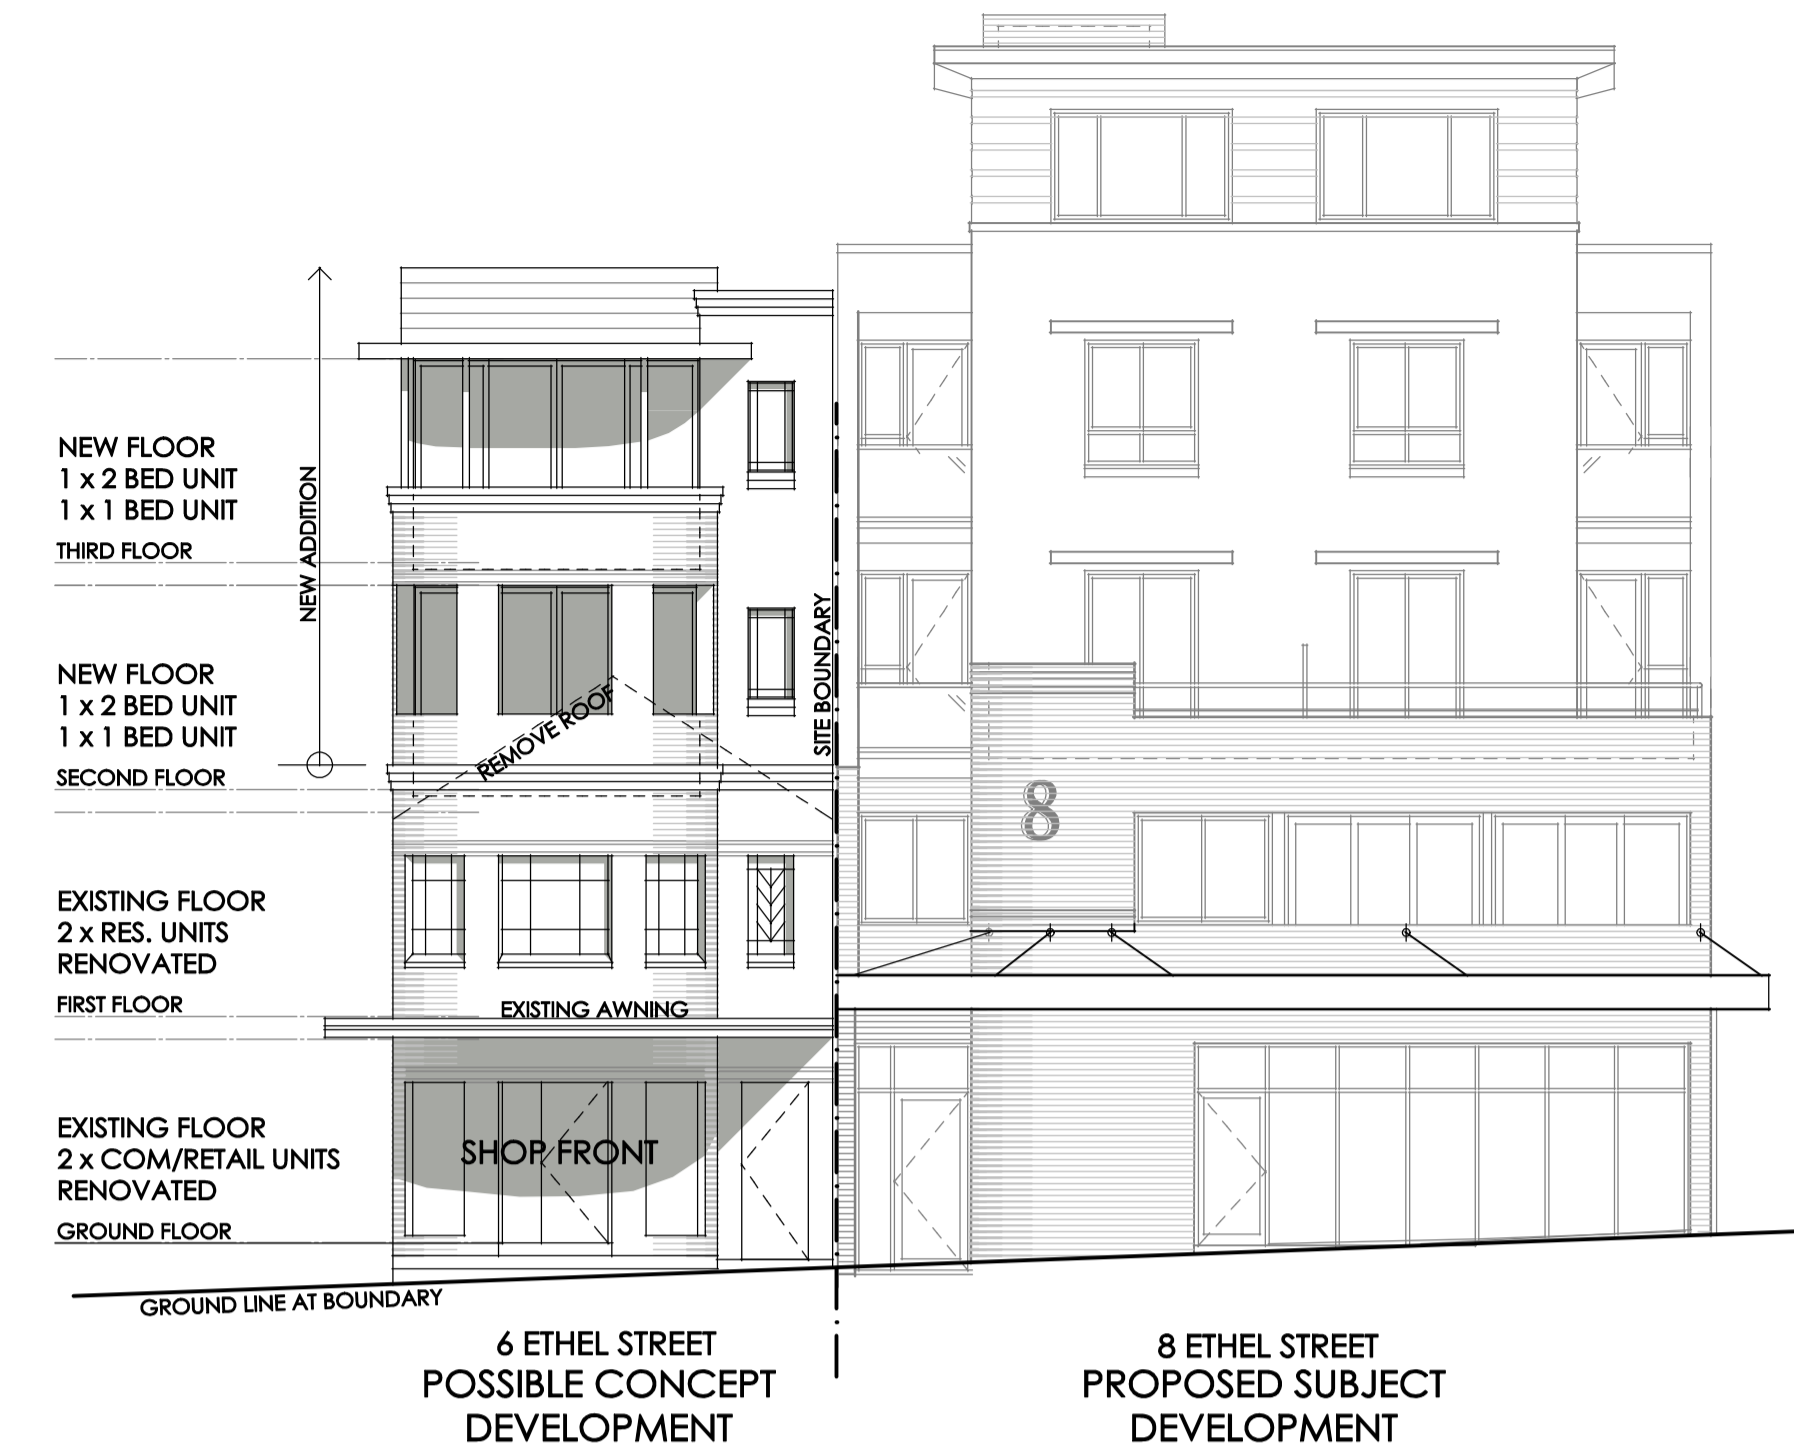 NEW FLOOR
1 x 2 BED UNIT
1 x 1 BED UNIT
THIRD FLOOR
NEW ADDITION
NEW FLOOR
1 x 2 BED UNIT
1 x 1 BED UNIT
SECOND FLOOR
REMOVE ROOF
SITE BOUNDARY
8
EXISTING FLOOR
2 x RES. UNITS
RENOVATED
FIRST FLOOR
EXISTING AWNING
EXISTING FLOOR
2 x COM/RETAIL UNITS
RENOVATED
GROUND FLOOR
SHOP FRONT
GROUND LINE AT BOUNDARY
6 ETHEL STREET
POSSIBLE CONCEPT
DEVELOPMENT
8 ETHEL STREET
PROPOSED SUBJECT
DEVELOPMENT